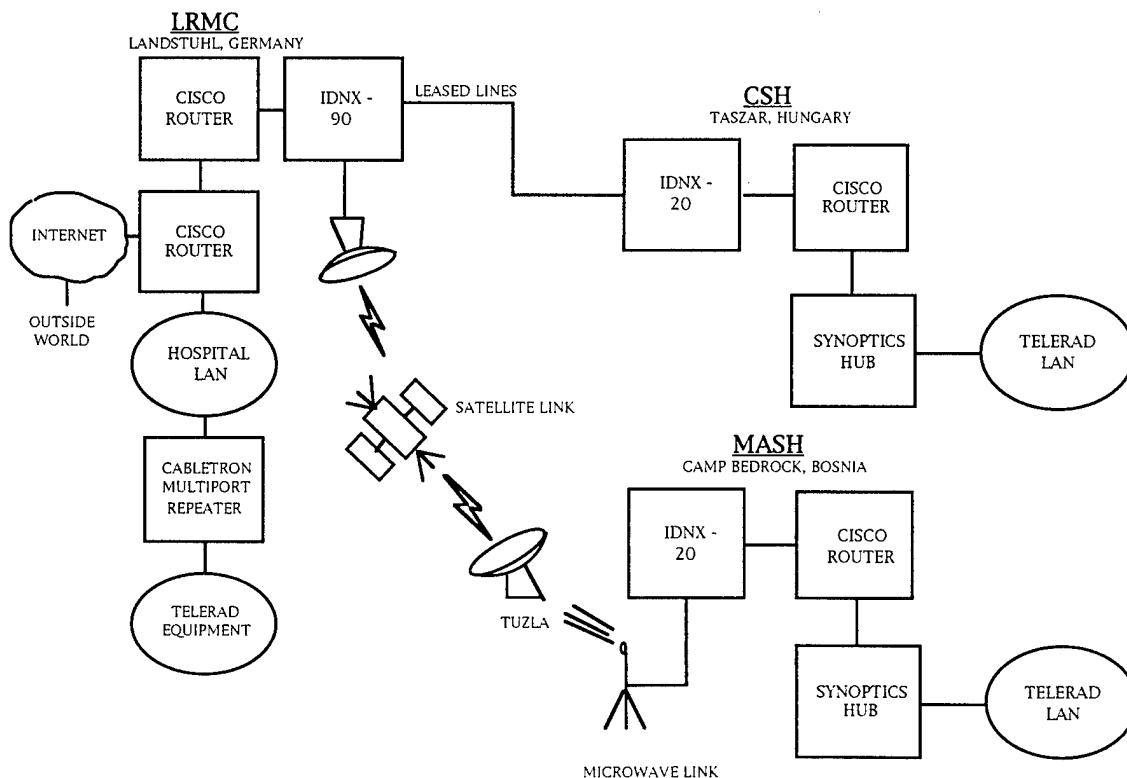 LRMC
LANDSTUHL, GERMANY
CISCO
ROUTER
IDNX -
90
LEASED LINES
CSH
TASZAR, HUNGARY
IDNX -
20
CISCO
ROUTER
INTERNET
CISCO
ROUTER
OUTSIDE
WORLD
HOSPITAL
LAN
SYNOPTICS
HUB
TELERAD
LAN
SATELLITE LINK
CABLETRON
MULTIPORT
REPEATER
MASH
CAMP BEDROCK, BOSNIA
IDNX -
20
CISCO
ROUTER
TELERAD
EQUIPMENT
TUZLA
SYNOPTICS
HUB
TELERAD
LAN
MICROWAVE LINK